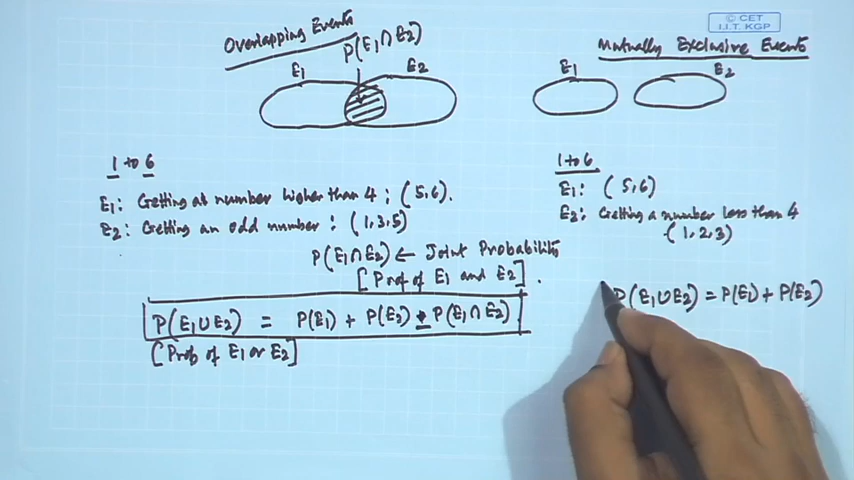 © CET
I.I.T. KGP
Overlapping Events
P(E1∩E2)
E1
E2
1 to 6
E1: Getting at number higher than 4 ; (5,6).
E2: Getting an odd number : (1,3,5)
P(E1∩E2) ← Joint Probability
[Prob of E1 and E2].
P(E1∪E2) = P(E1) + P(E2) - P(E1∩E2)
[Prob of E1 or E2]
Mutually Exclusive Events
E1
E2
1 to 6
E1: (5,6)
E2: Getting a number less than 4
(1,2,3)
P(E1∪E2) = P(E1) + P(E2)